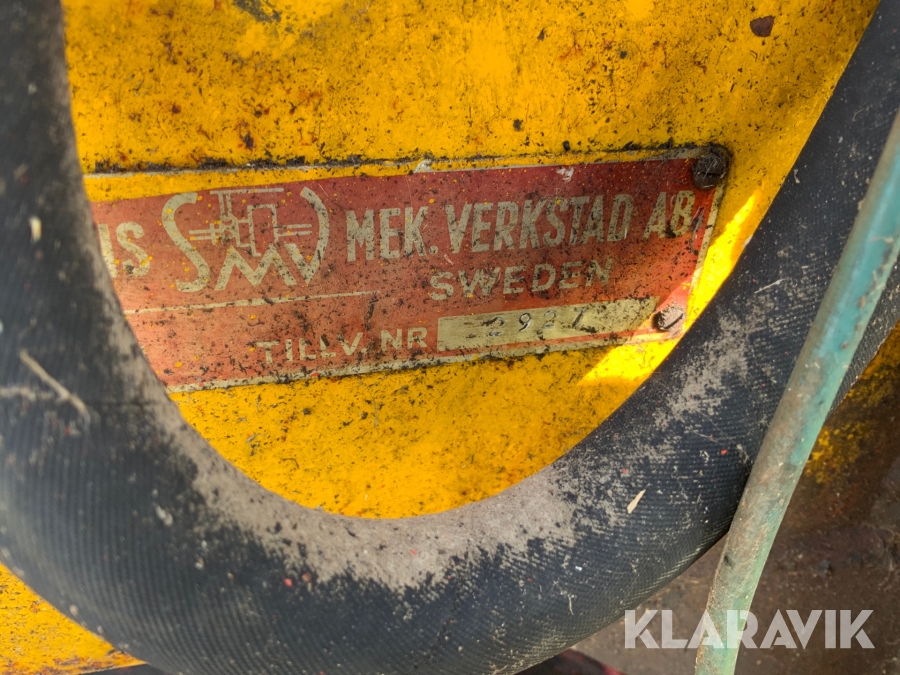 SMV MEK. VERKSTAD AB
SWEDEN
TILLV. NR
KLARAVIK